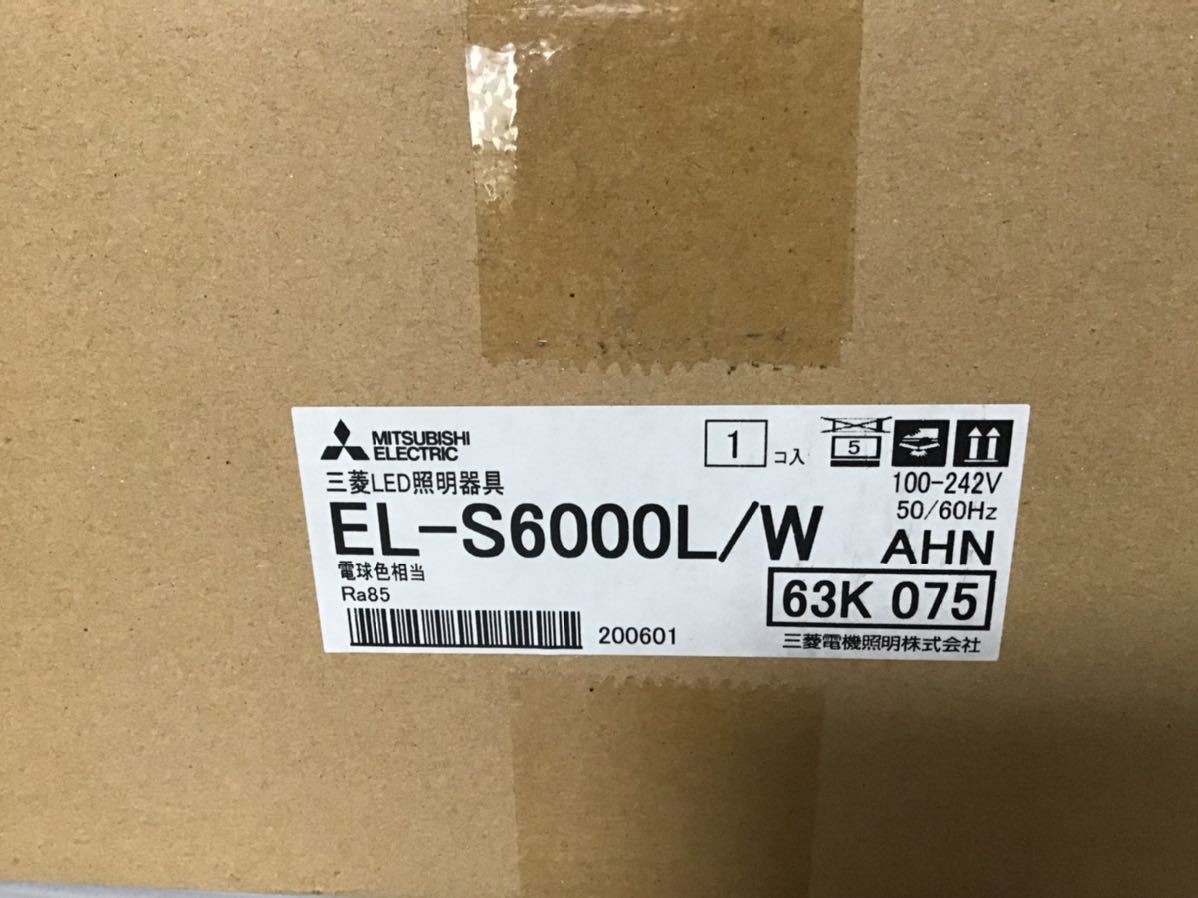 MITSUBISHI
ELECTRIC
1 コ入
5
三菱LED照明器具
100-242V
50/60Hz
EL-S6000L/W AHN
電球色相当
Ra85
63K 075
200601
三菱電機照明株式会社